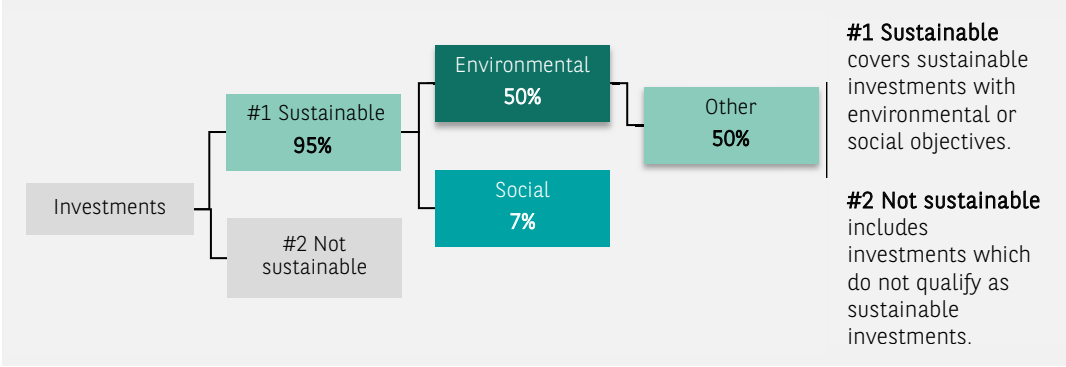 Investments
#1 Sustainable
95%
#2 Not
sustainable
Environmental
50%
Social
7%
Other
50%
#1 Sustainable
covers sustainable
investments with
environmental or
social objectives.
#2 Not sustainable
includes
investments which
do not qualify as
sustainable
investments.